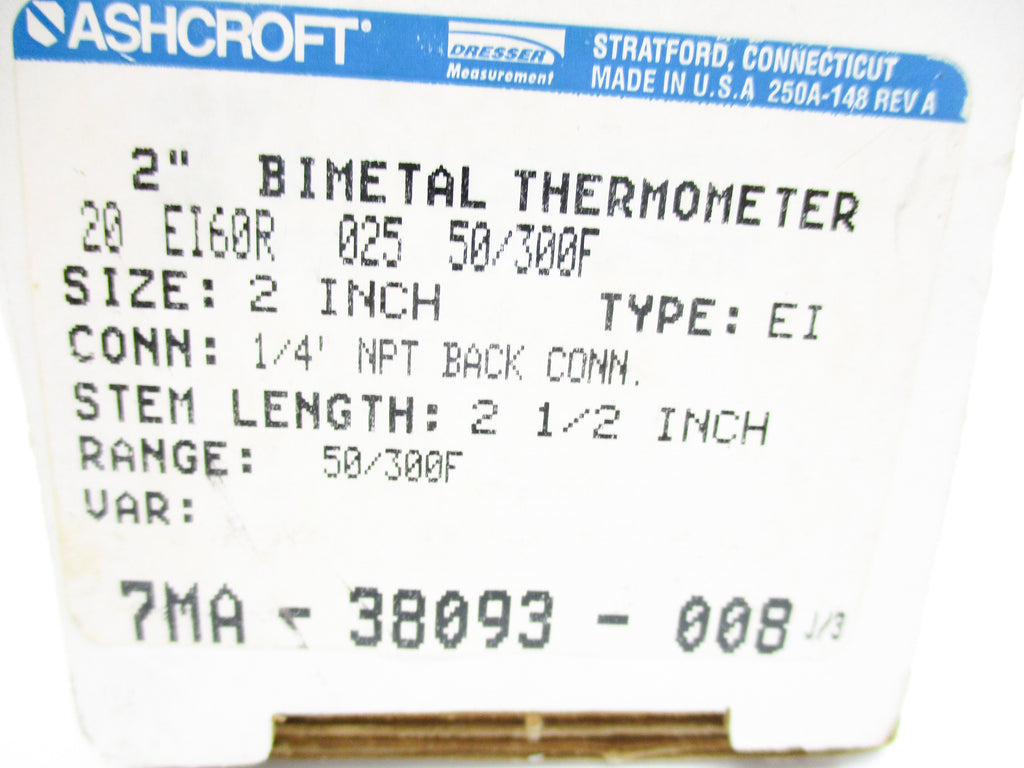 ASHCROFT®
DRESSER
Measurement
STRATFORD, CONNECTICUT
MADE IN U.S.A 250A-148 REV A
2" BIMETAL THERMOMETER
20 EI60R 025 50/300F
SIZE: 2 INCH TYPE: EI
CONN: 1/4' NPT BACK CONN.
STEM LENGTH: 2 1/2 INCH
RANGE: 50/300F
VAR:
7MA - 38093 - 008 J/3